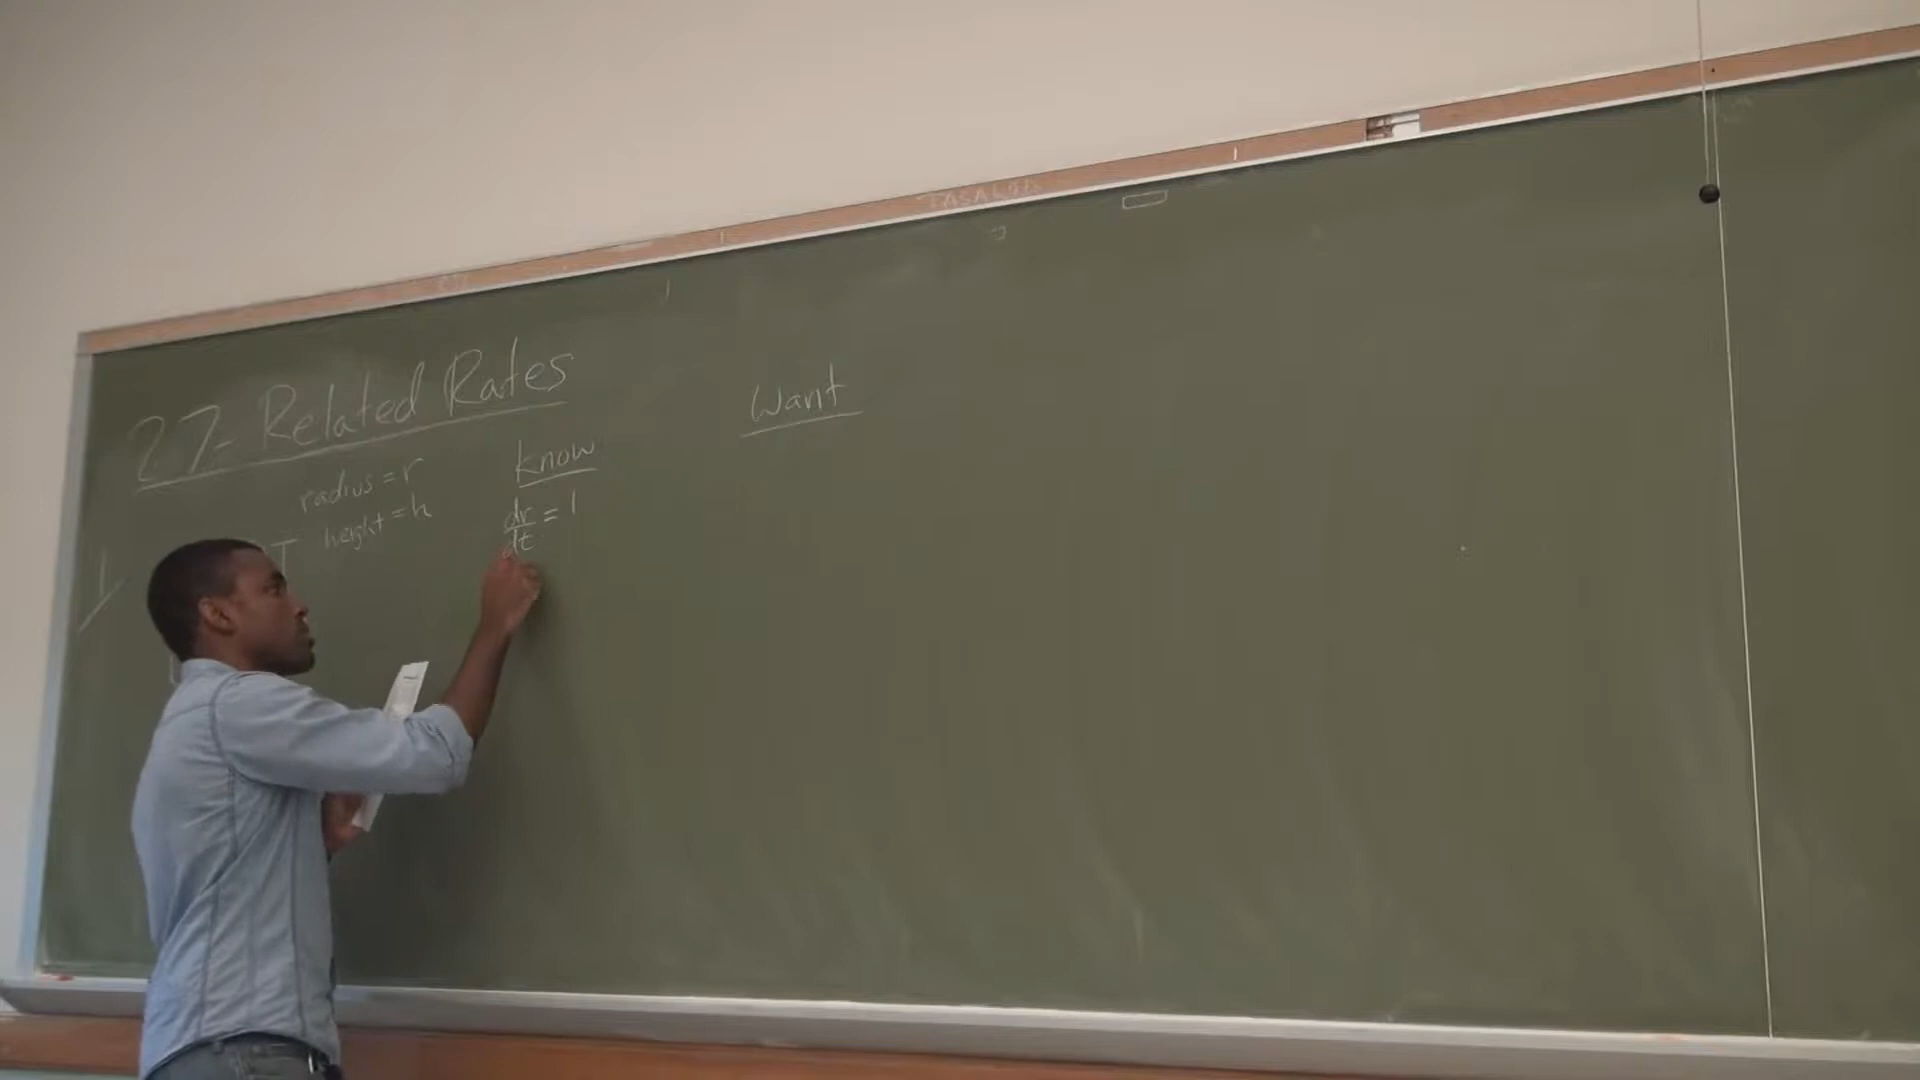 2.7- Related Rates
radius = r
height = h
Know
dr/dt = 1
Want